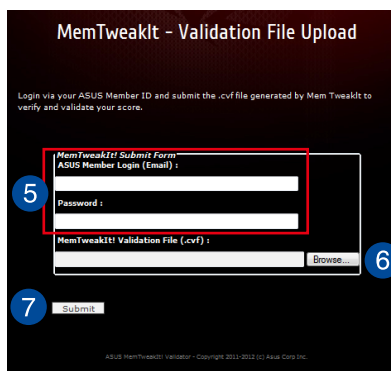 MemTweakIt - Validation File Upload
Login via your ASUS Member ID and submit the .cvf file generated by Mem TweakIt to
verify and validate your score.
MemTweakIt! Submit Form
ASUS Member Login (Email) :
5
Password :
MemTweakIt! Validation File (.cvf) :
Browse...
6
7
Submit
ASUS MemTweakIt! Validator - Copyright 2011-2012 (c) Asus Corp Inc.